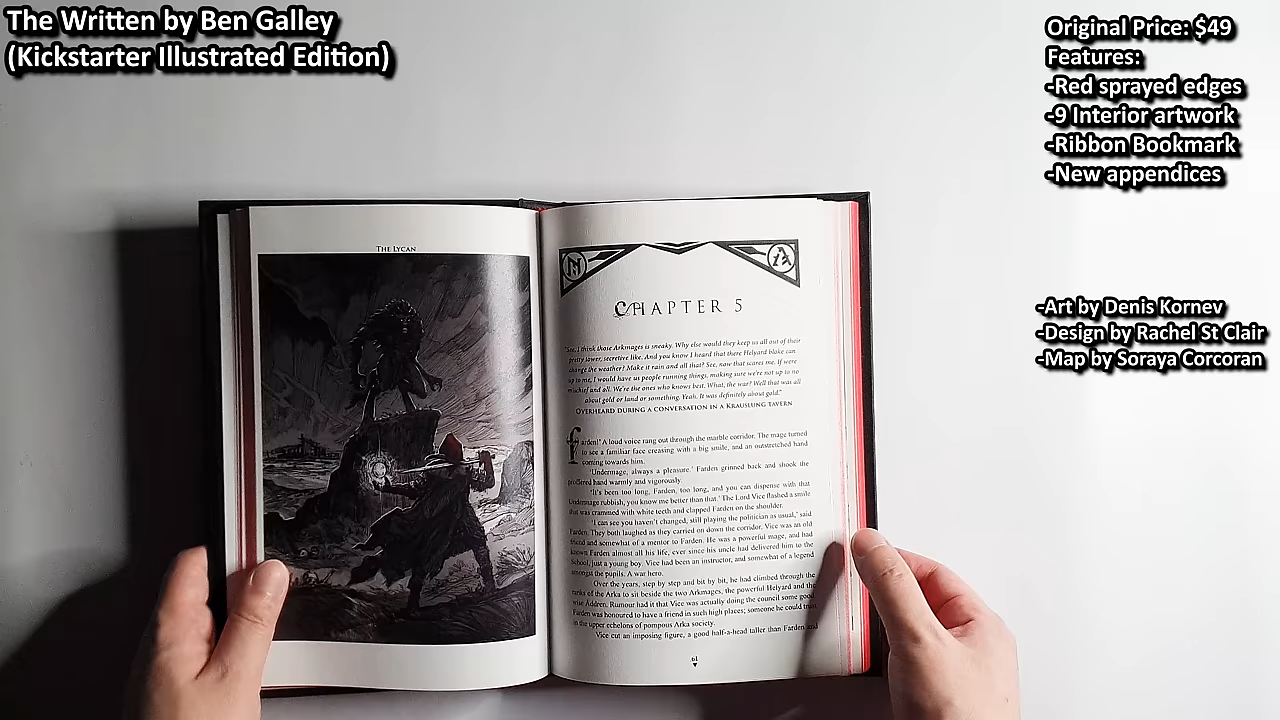 The Written by Ben Galley
(Kickstarter Illustrated Edition)
Original Price: $49
Features:
-Red sprayed edges
-9 Interior artwork
-Ribbon Bookmark
-New appendices
-Art by Denis Kornev
-Design by Rachel St Clair
-Map by Soraya Corcoran
The Lycan
Chapter 5
"See, I think those Arkmages is sneaky. Why else would they keep us all out of their
pretty tower, secretive like. And you know I heard that there Helyard bloke can
change the weather? Make it rain and all that? See, now that scares me. If were
up to me, I would have us people running things, making sure we're not up to no
mischief and all. We're the ones who knows best. What, the war? Well that was all
about gold or land or something. Yeah. It was definitely about gold."
Overheard during a conversation in a Krauslung tavern
farden!' A loud voice rang out through the marble corridor. The mage turned
to see a familiar face creasing with a big smile, and an outstretched hand
coming towards him.
'Undermage, always a pleasure.' Farden grinned back and shook the
proffered hand warmly and vigorously.
'It's been too long, Farden, too long, and you can dispense with that
Undermage rubbish, you know me better than that.' The Lord Vice flashed a smile
that was crammed with white teeth and clapped Farden on the shoulder.
'I can see you haven't changed, still playing the politician as usual,' said
Farden. They both laughed as they carried on down the corridor. Vice was an old
friend and somewhat of a mentor to Farden. He was a powerful mage, and had
known Farden almost all his life, ever since his uncle had delivered him to the
School, just a young boy. Vice had been an instructor, and somewhat of a legend
amongst the pupils. A war hero.
Over the years, step by step and bit by bit, he had climbed through the
ranks of the Arka to sit beside the two Arkmages, the powerful Helyard and the
wise Åddren. Rumour had it that Vice was actually doing the council some good.
Farden was honoured to have a friend in such high places; someone he could trust
in the upper echelons of pompous Arka society.
Vice cut an imposing figure, a good half-a-head taller than Farden and
61